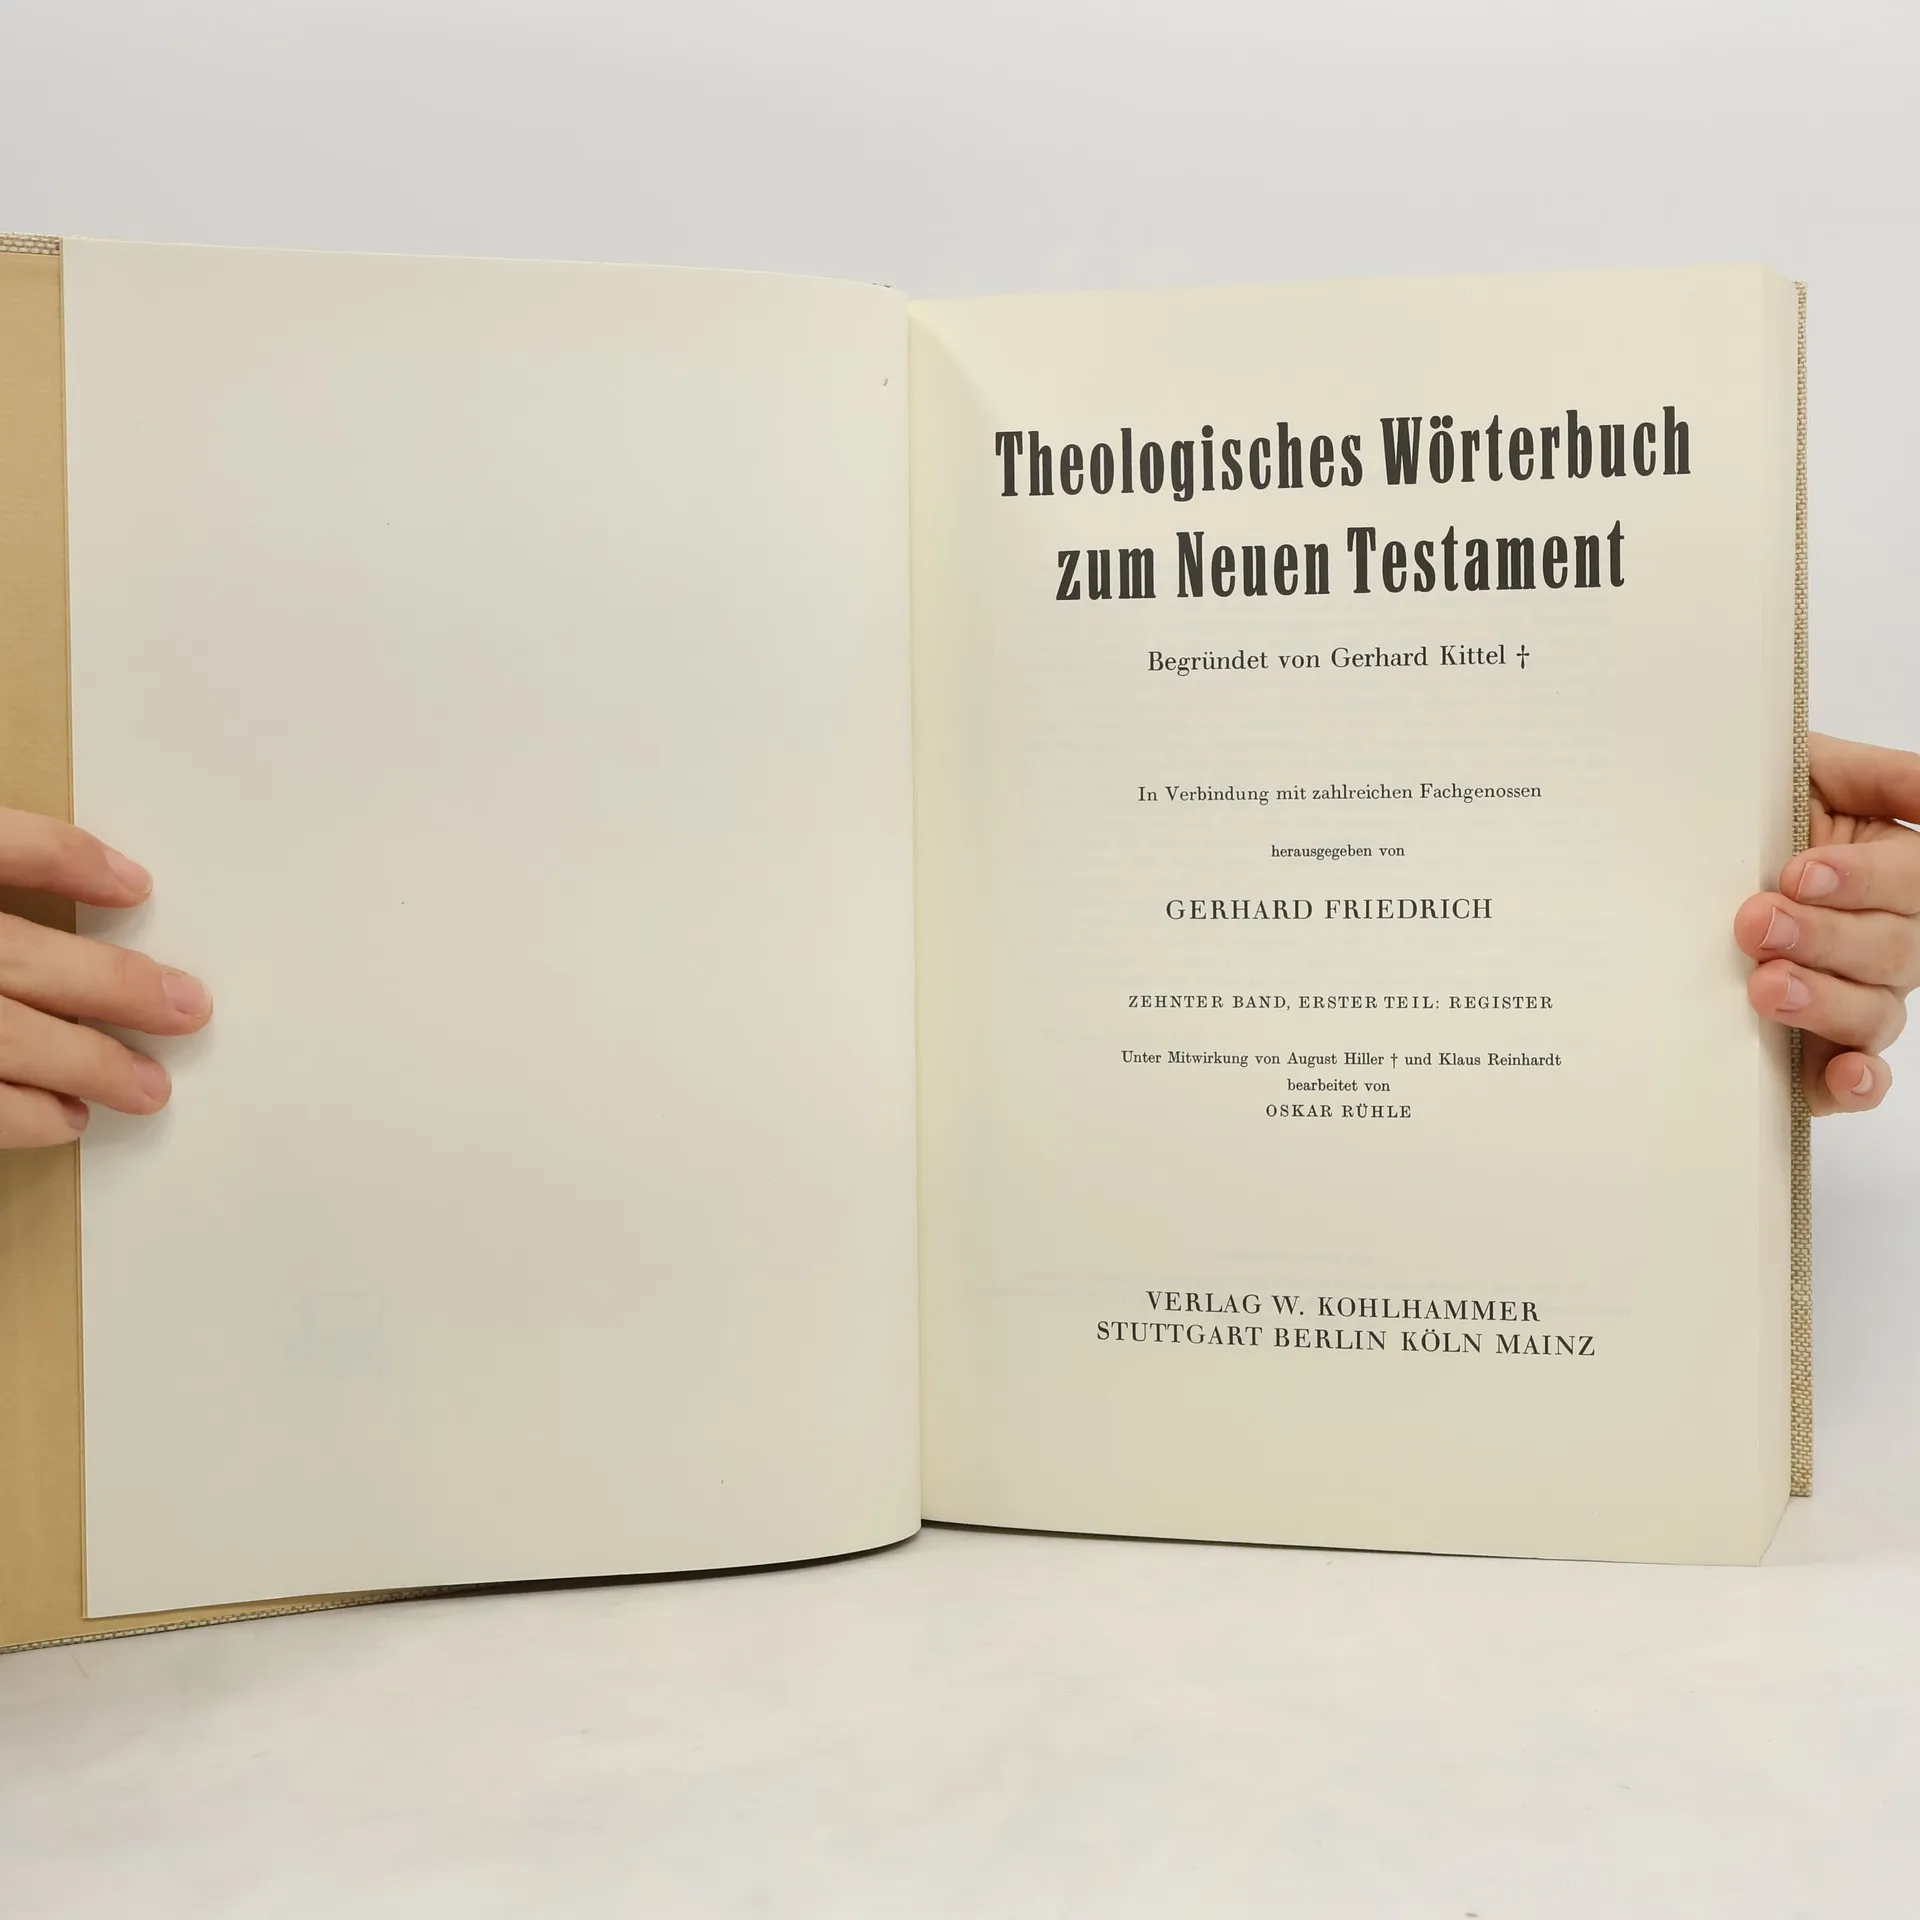 Theologisches Wörterbuch
zum Neuen Testament
Begründet von Gerhard Kittel †
In Verbindung mit zahlreichen Fachgenossen
herausgegeben von
GERHARD FRIEDRICH
ZEHNTER BAND, ERSTER TEIL: REGISTER
Unter Mitwirkung von August Hiller † und Klaus Reinhardt
bearbeitet von
OSKAR RÜHLE
VERLAG W. KOHLHAMMER
STUTTGART BERLIN KÖLN MAINZ